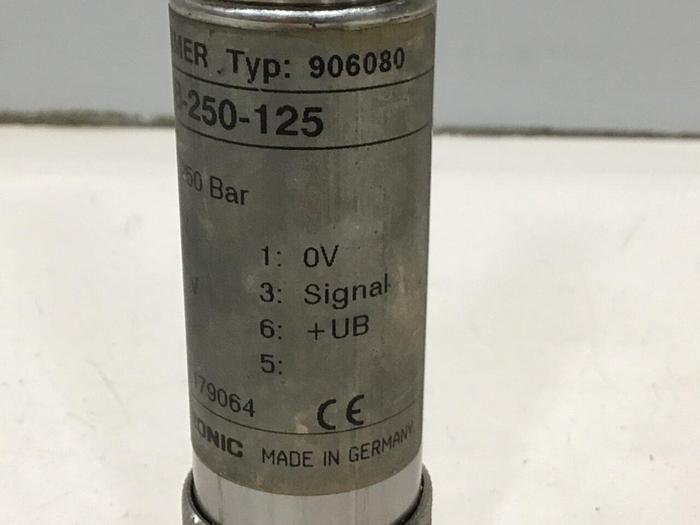 MER Typ: 906080
-250-125
250 Bar
1: 0V
V 3: Signal
6: +UB
5:
179064 CE
ONIC MADE IN GERMANY